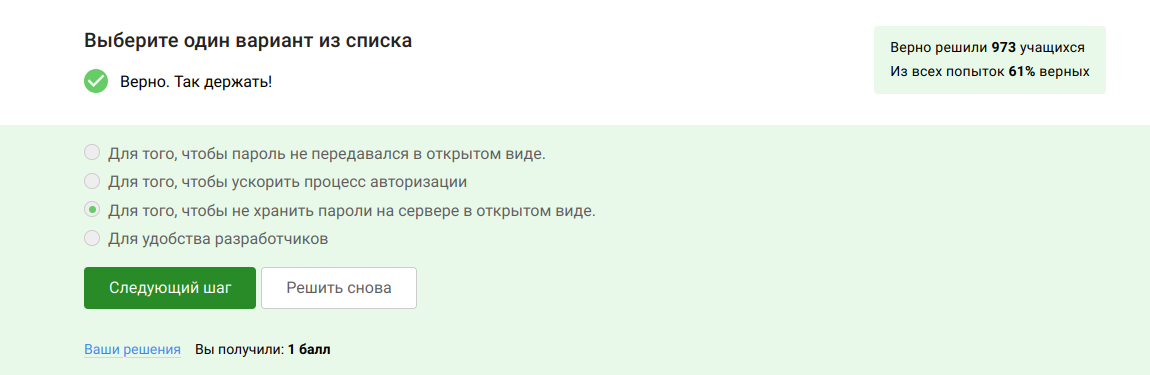 Выберите один вариант из списка
Верно. Так держать!
Верно решили 973 учащихся
Из всех попыток 61% верных
Для того, чтобы пароль не передавался в открытом виде.
Для того, чтобы ускорить процесс авторизации
Для того, чтобы не хранить пароли на сервере в открытом виде.
Для удобства разработчиков
Следующий шаг
Решить снова
Ваши решения
Вы получили: 1 балл